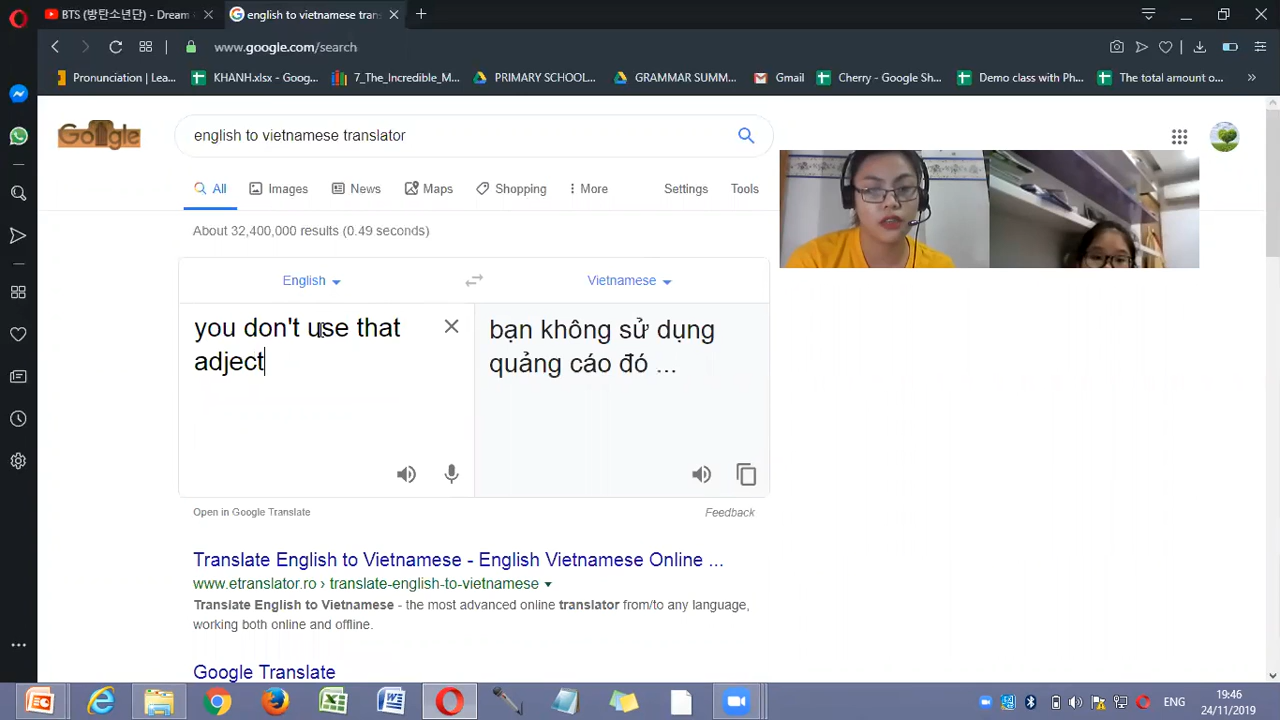 BTS (방탄소년단) - Dream
english to vietnamese tran
www.google.com/search
Pronunciation | Lea...
KHANH.xlsx - Goog...
7_The_Incredible_M...
PRIMARY SCHOOL...
GRAMMAR SUMM...
Gmail
Cherry - Google Sh...
Demo class with Ph...
The total amount o...
Google
english to vietnamese translator
All
Images
News
Maps
Shopping
More
Settings
Tools
About 32,400,000 results (0.49 seconds)
English
Vietnamese
you don't use that
adject
bạn không sử dụng
quảng cáo đó ...
Open in Google Translate
Feedback
Translate English to Vietnamese - English Vietnamese Online ...
www.etranslator.ro › translate-english-to-vietnamese
Translate English to Vietnamese - the most advanced online translator from/to any language,
working both online and offline.
Google Translate
ENG
19:46
24/11/2019